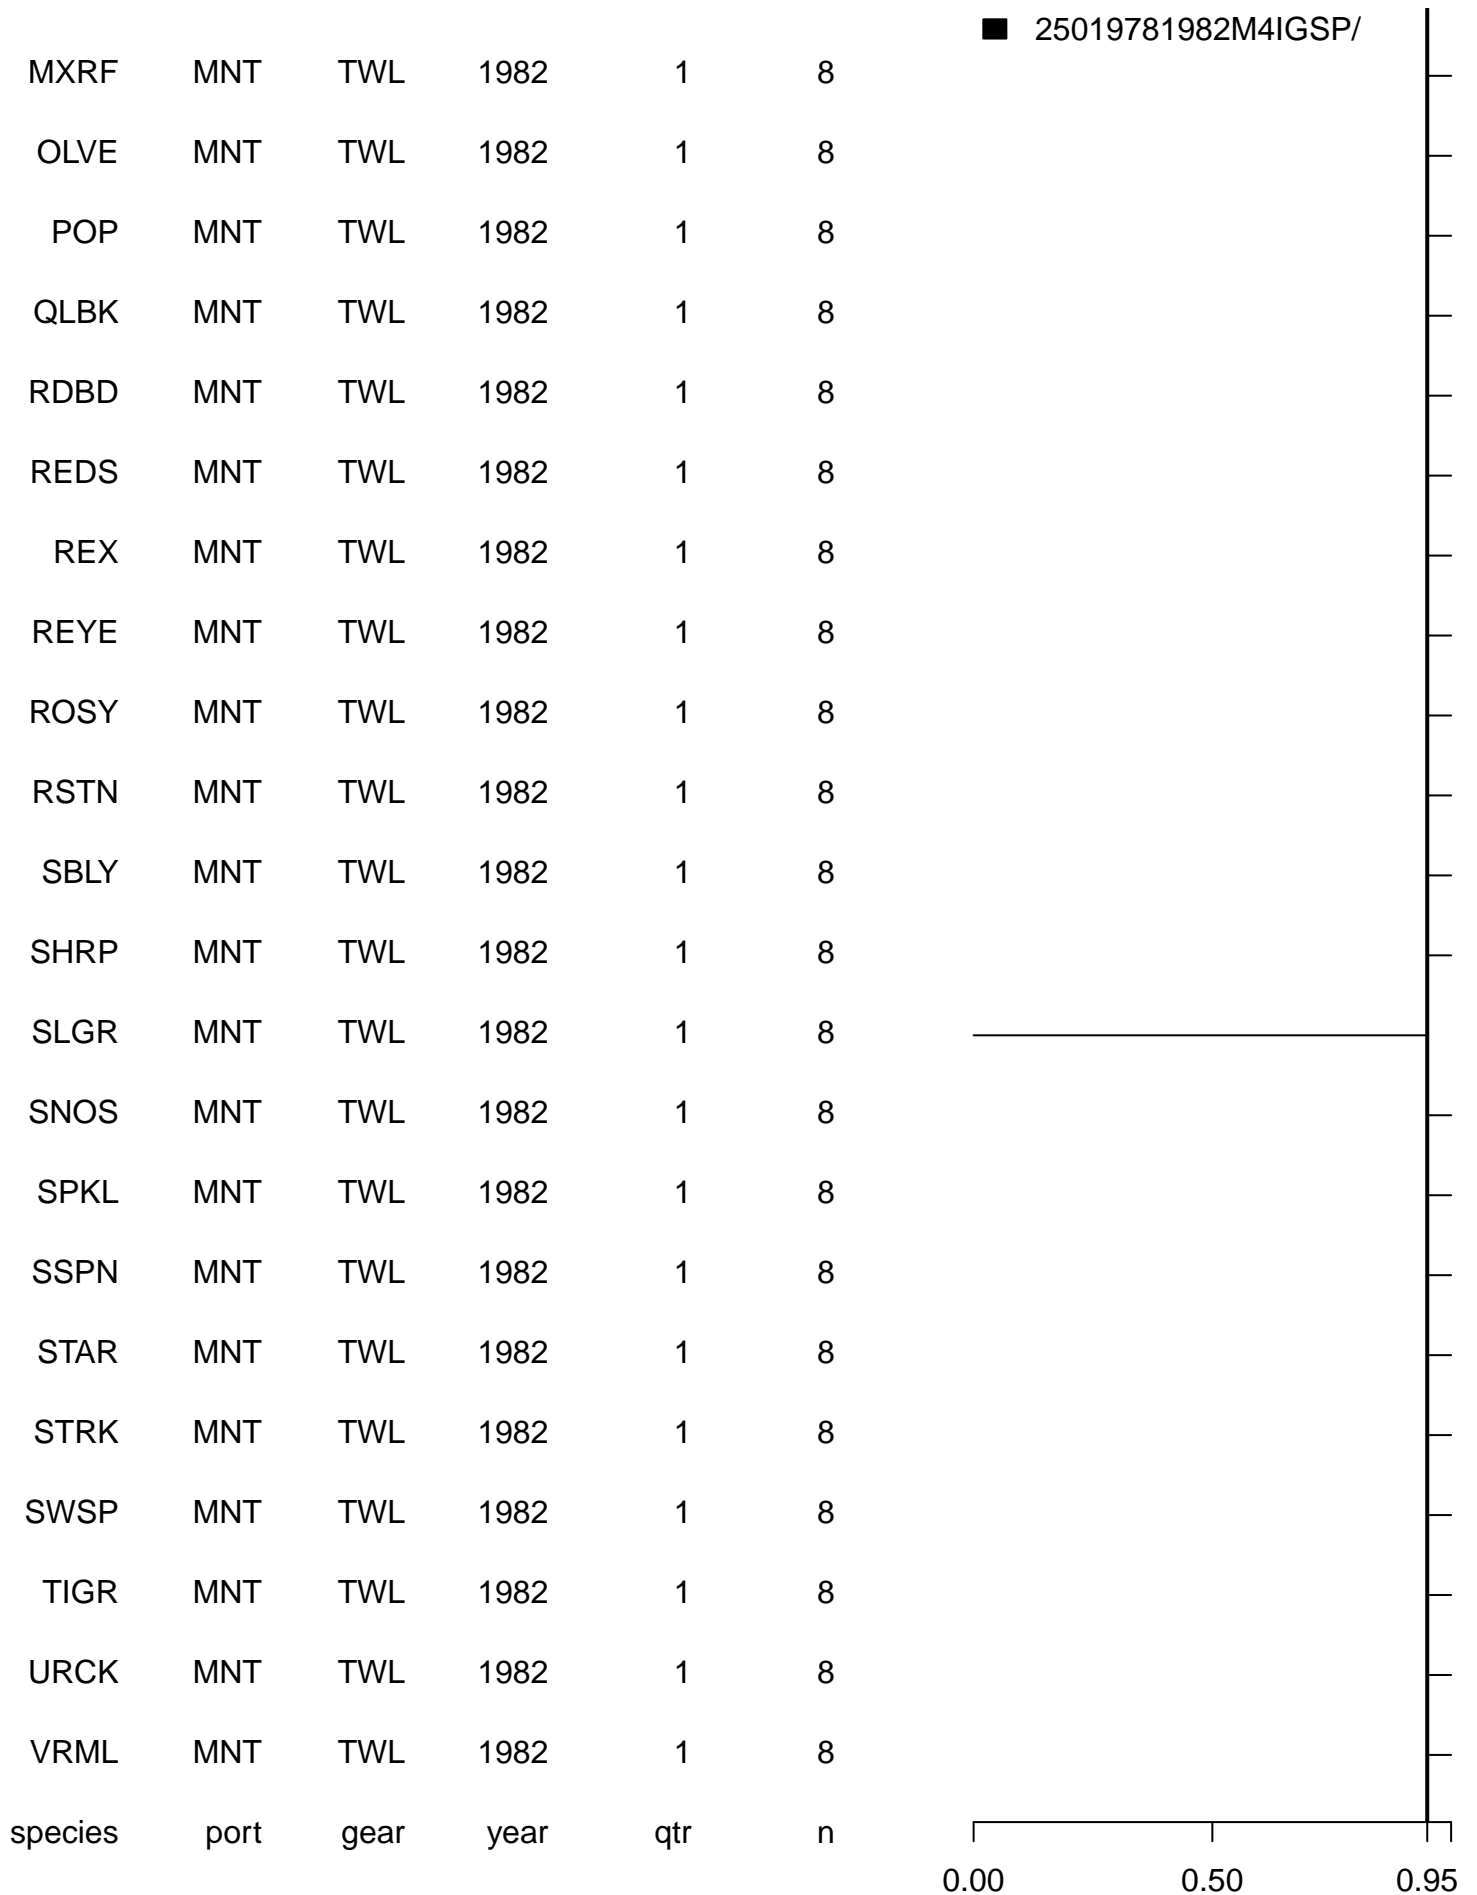 25019781982M4IGSP/
MXRF MNT TWL 1982 1 8
OLVE MNT TWL 1982 1 8
POP MNT TWL 1982 1 8
QLBK MNT TWL 1982 1 8
RDBD MNT TWL 1982 1 8
REDS MNT TWL 1982 1 8
REX MNT TWL 1982 1 8
REYE MNT TWL 1982 1 8
ROSY MNT TWL 1982 1 8
RSTN MNT TWL 1982 1 8
SBLY MNT TWL 1982 1 8
SHRP MNT TWL 1982 1 8
SLGR MNT TWL 1982 1 8
SNOS MNT TWL 1982 1 8
SPKL MNT TWL 1982 1 8
SSPN MNT TWL 1982 1 8
STAR MNT TWL 1982 1 8
STRK MNT TWL 1982 1 8
SWSP MNT TWL 1982 1 8
TIGR MNT TWL 1982 1 8
URCK MNT TWL 1982 1 8
VRML MNT TWL 1982 1 8
species port gear year qtr n
0.00 0.50 0.95